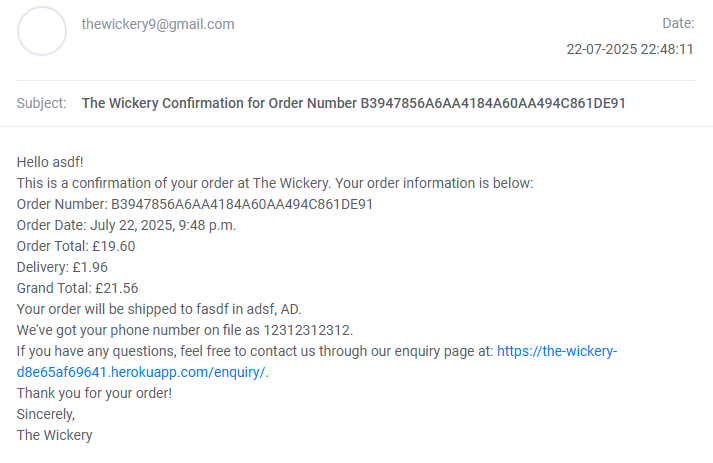 thewickery9@gmail.com
Date:
22-07-2025 22:48:11
Subject: The Wickery Confirmation for Order Number B3947856A6AA4184A60AA494C861DE91
Hello asdf!
This is a confirmation of your order at The Wickery. Your order information is below:
Order Number: B3947856A6AA4184A60AA494C861DE91
Order Date: July 22, 2025, 9:48 p.m.
Order Total: £19.60
Delivery: £1.96
Grand Total: £21.56
Your order will be shipped to fasdf in adsf, AD.
We've got your phone number on file as 12312312312.
If you have any questions, feel free to contact us through our enquiry page at: https://the-wickery-
d8e65af69641.herokuapp.com/enquiry/.
Thank you for your order!
Sincerely,
The Wickery